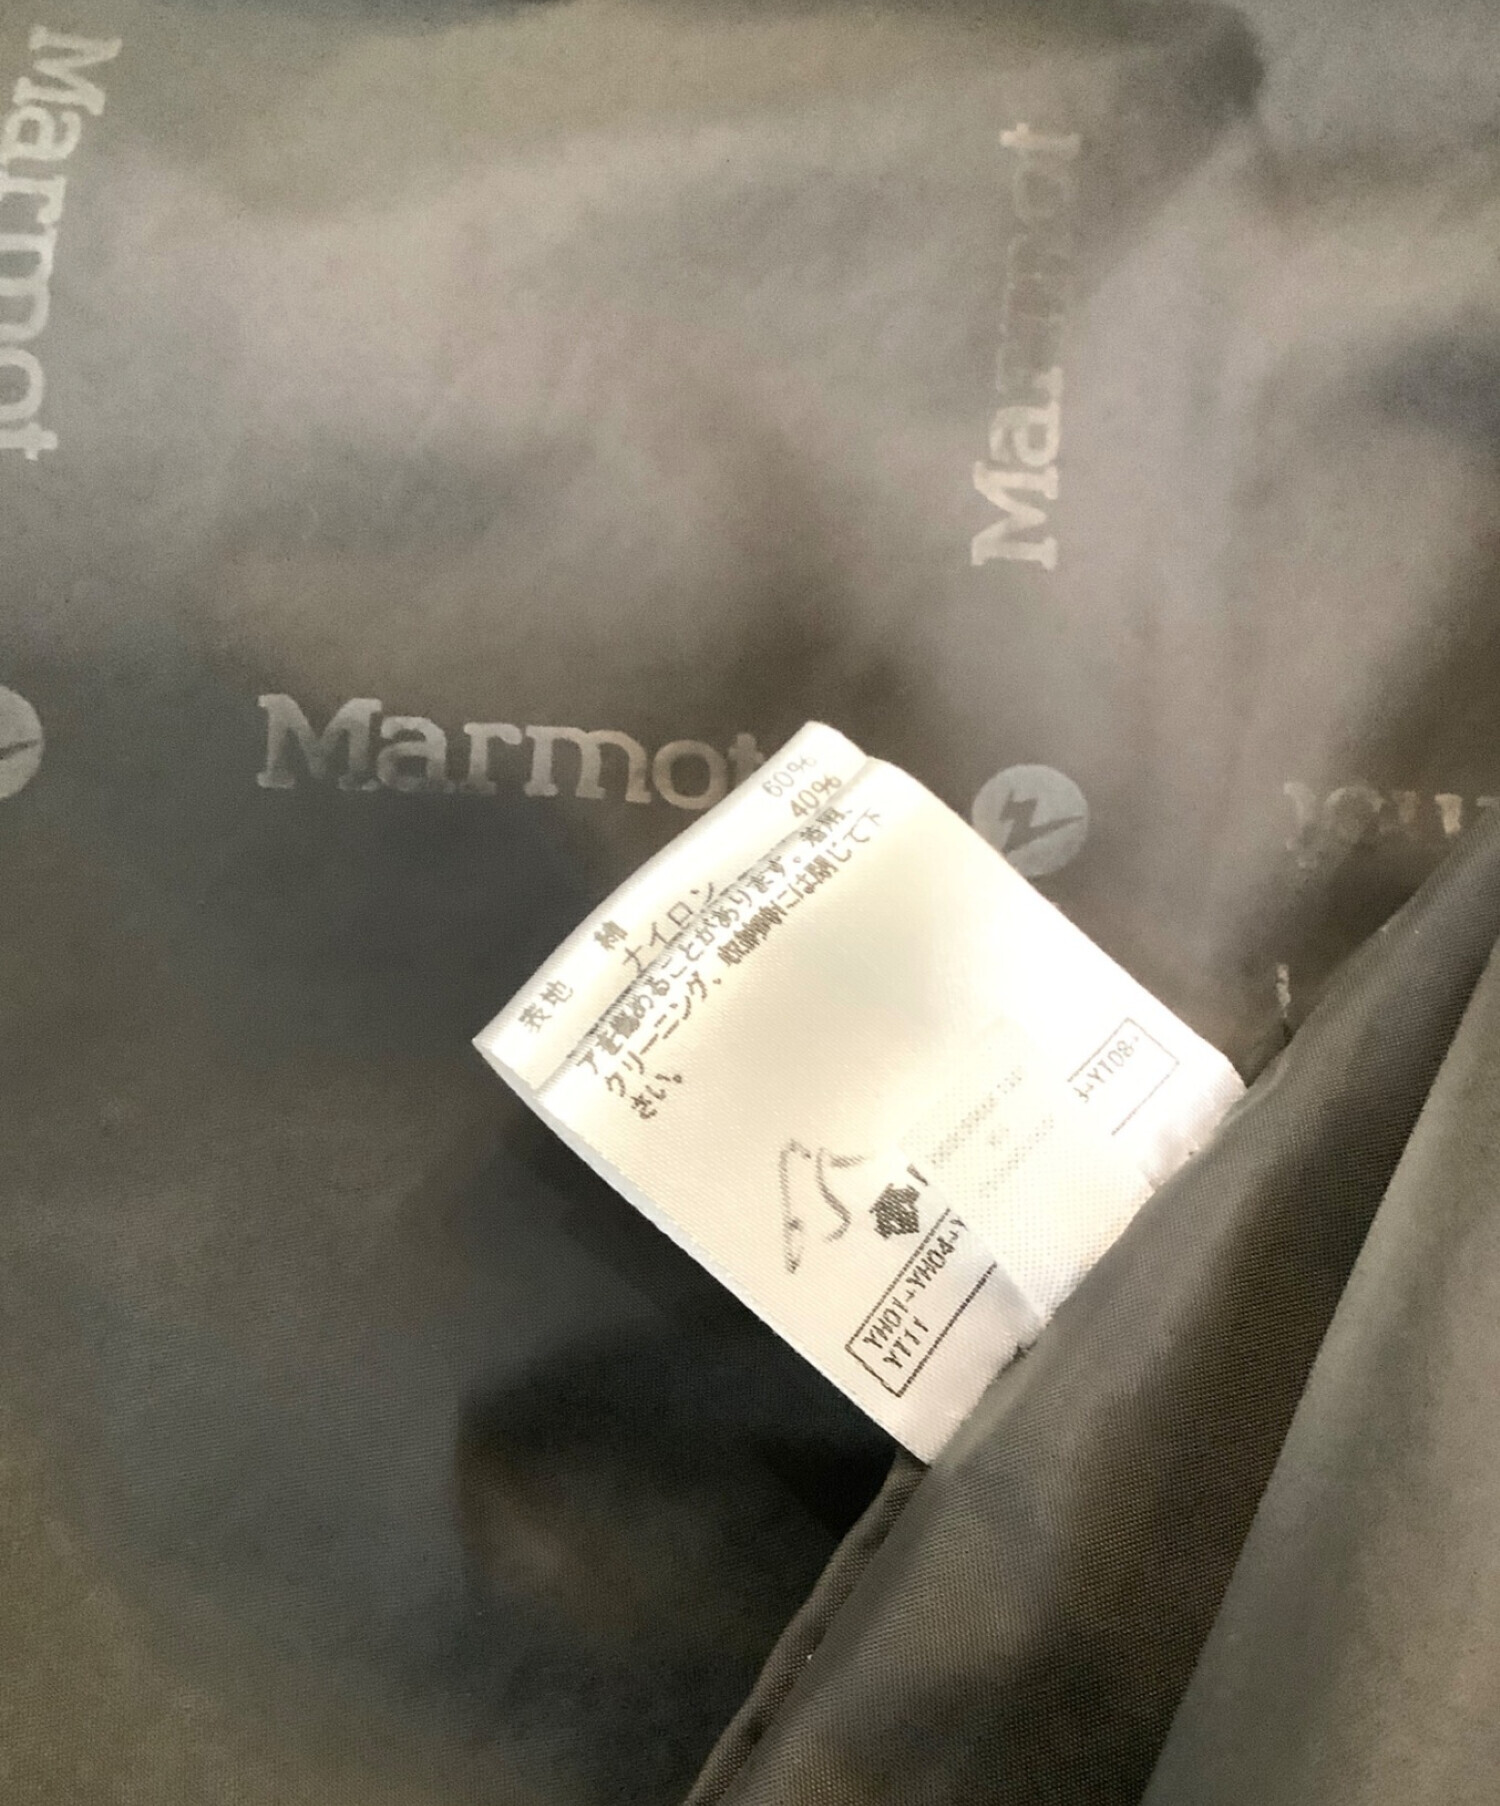 Marmot
Marmot
Marmot
60%
40%
表地
綿
ナイロン
アを傷めることがあります。着用、
クリーニング、収納時には閉じて下
さい。
YT08→
YH01→YH04→Y
YT11